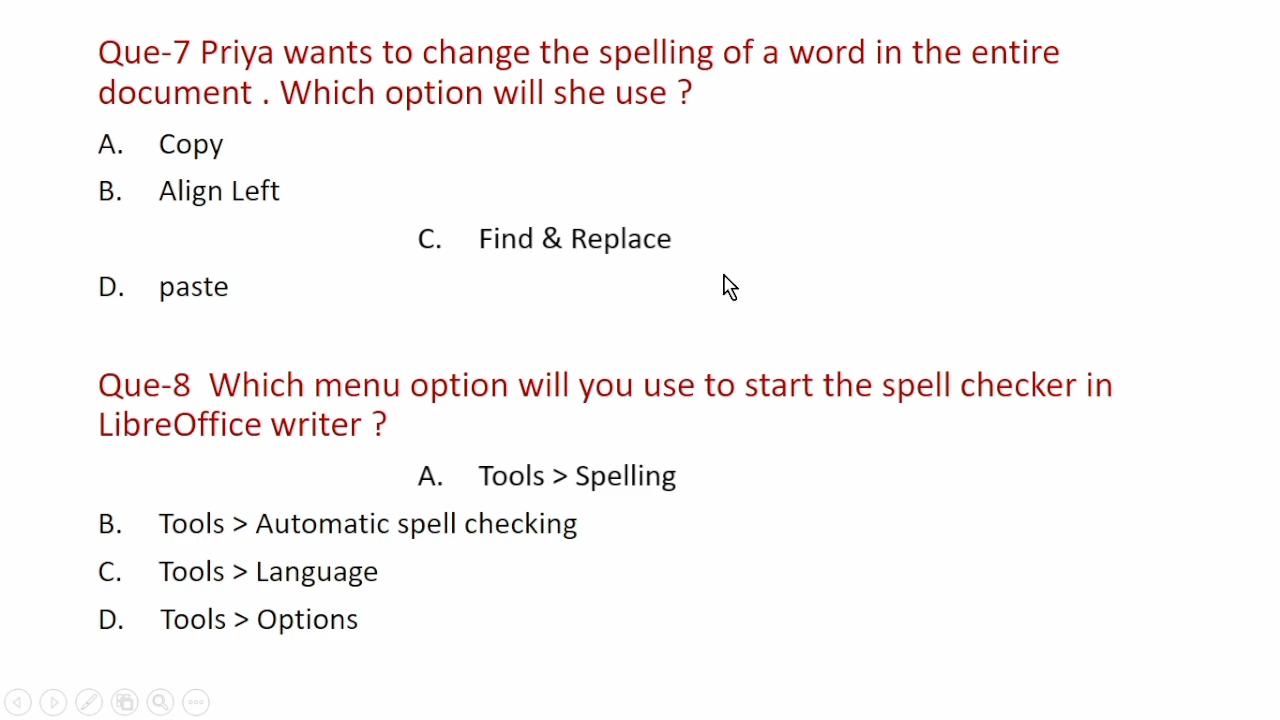 Que-7 Priya wants to change the spelling of a word in the entire
document . Which option will she use ?
A. Copy
B. Align Left
C. Find & Replace
D. paste
Que-8 Which menu option will you use to start the spell checker in
LibreOffice writer ?
A. Tools > Spelling
B. Tools > Automatic spell checking
C. Tools > Language
D. Tools > Options